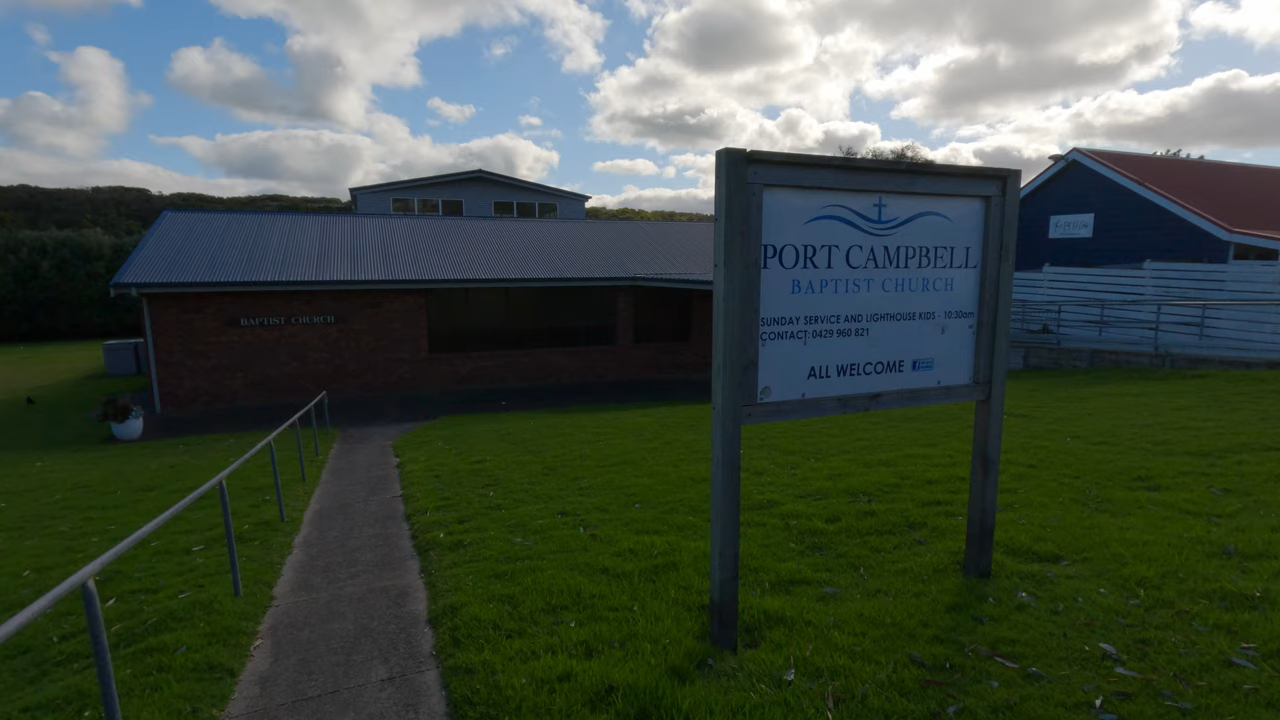 BAPTIST CHURCH
PORT CAMPBELL
BAPTIST CHURCH
SUNDAY SERVICE AND LIGHTHOUSE KIDS - 10:30am
CONTACT: 0429 960 821
ALL WELCOME